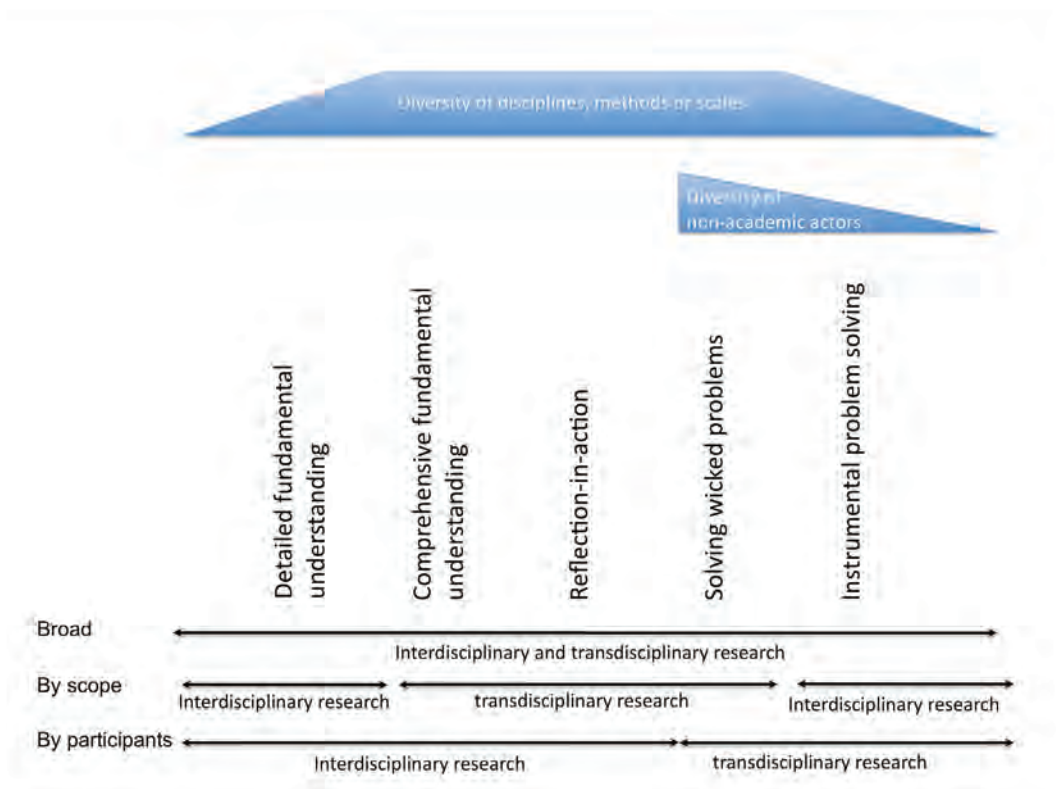 Diversity of disciplines, methods or scales
Diversity of
non-academic actors
Detailed fundamental
understanding
Comprehensive fundamental
understanding
Reflection-in-action
Solving wicked problems
Instrumental problem solving
Broad
Interdisciplinary and transdisciplinary research
By scope
Interdisciplinary research
transdisciplinary research
Interdisciplinary research
By participants
Interdisciplinary research
transdisciplinary research